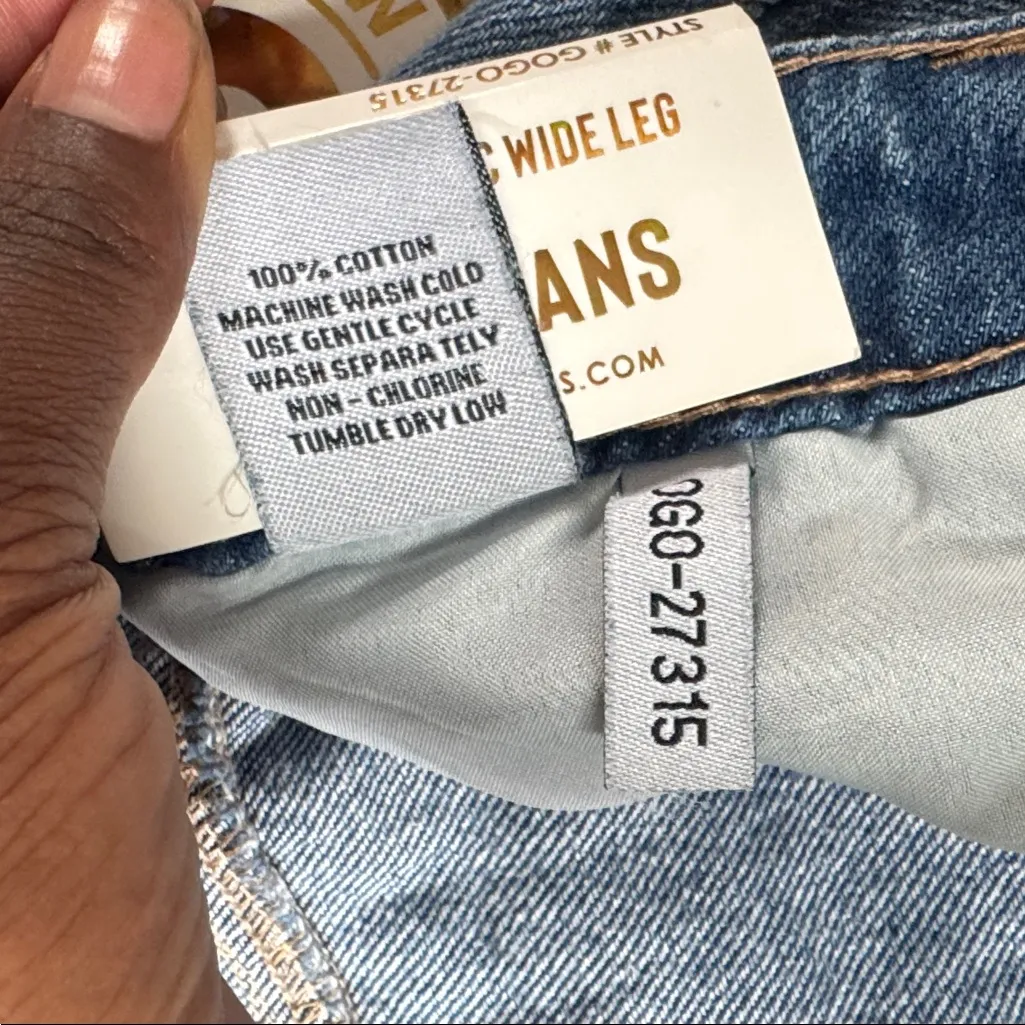 STYLE # GOGO-27315
C WIDE LEG
ANS
S.COM
100% COTTON
MACHINE WASH COLD
USE GENTLE CYCLE
WASH SEPARA TELY
NON - CHLORINE
TUMBLE DRY LOW
OGO-27315